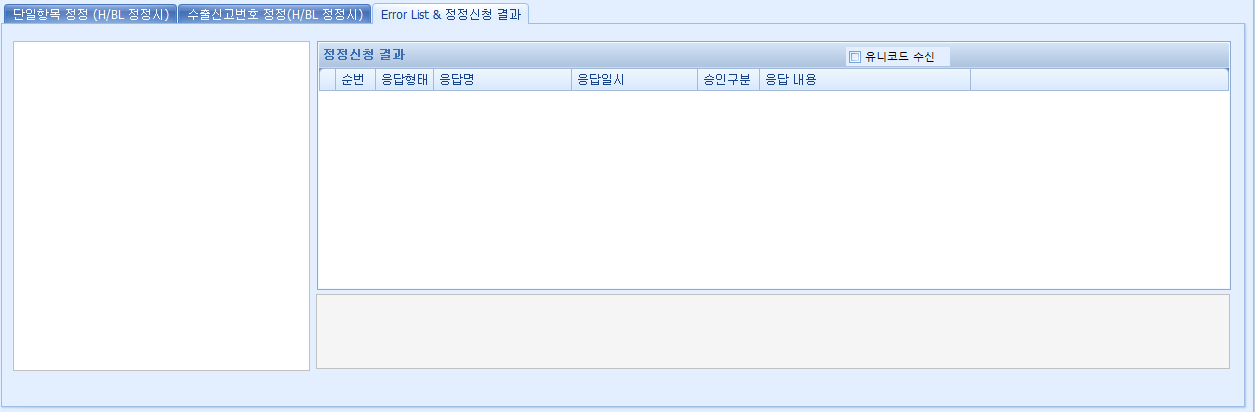 단일항목 정정 (H/BL 정정시) 수출신고번호 정정(H/BL 정정시) Error List & 정정신청 결과
정정신청 결과 유니코드 수신
순번 응답형태 응답명 응답일시 승인구분 응답 내용